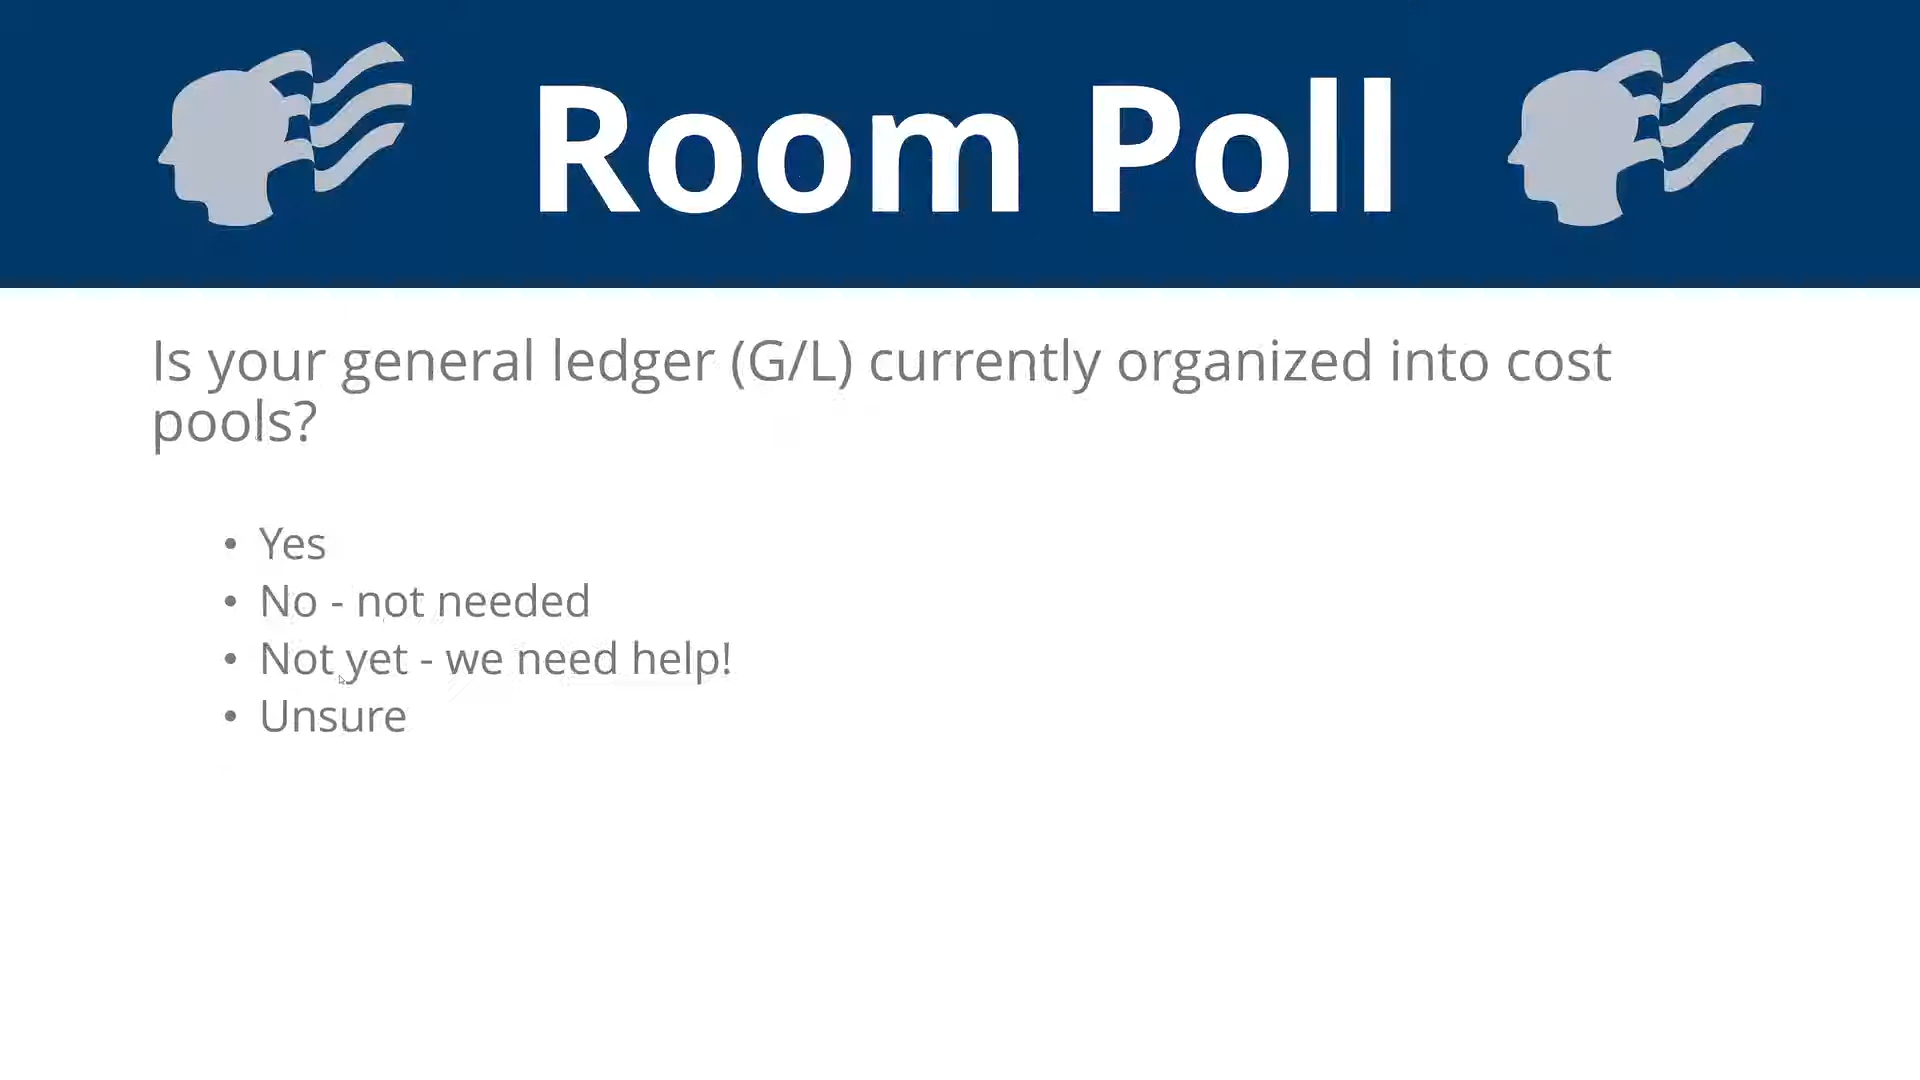 Room Poll
Is your general ledger (G/L) currently organized into cost
pools?
• Yes
• No - not needed
• Not yet - we need help!
• Unsure